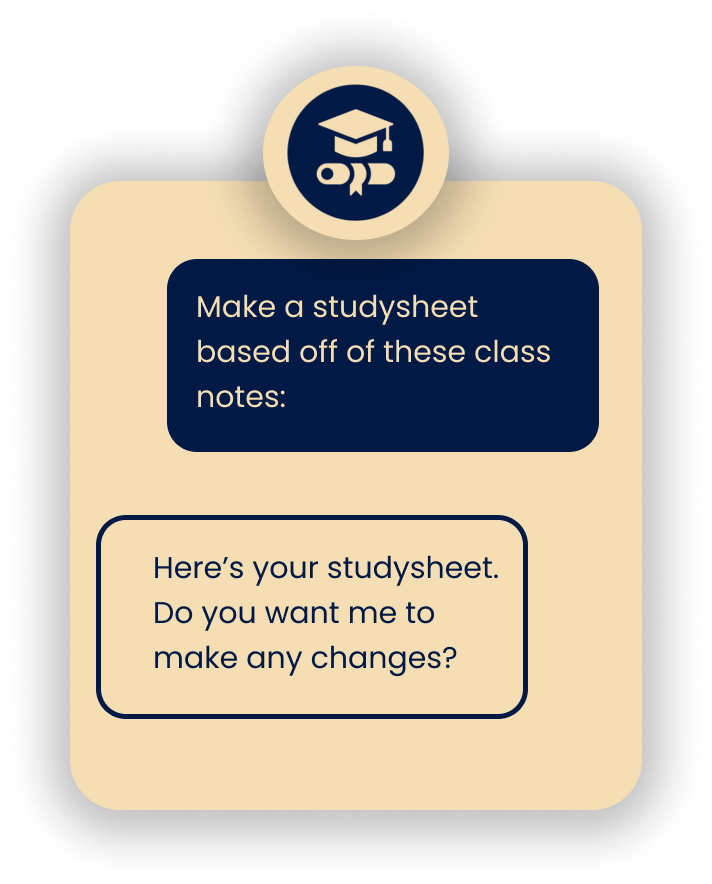 Make a studysheet
based off of these class
notes:
Here’s your studysheet.
Do you want me to
make any changes?